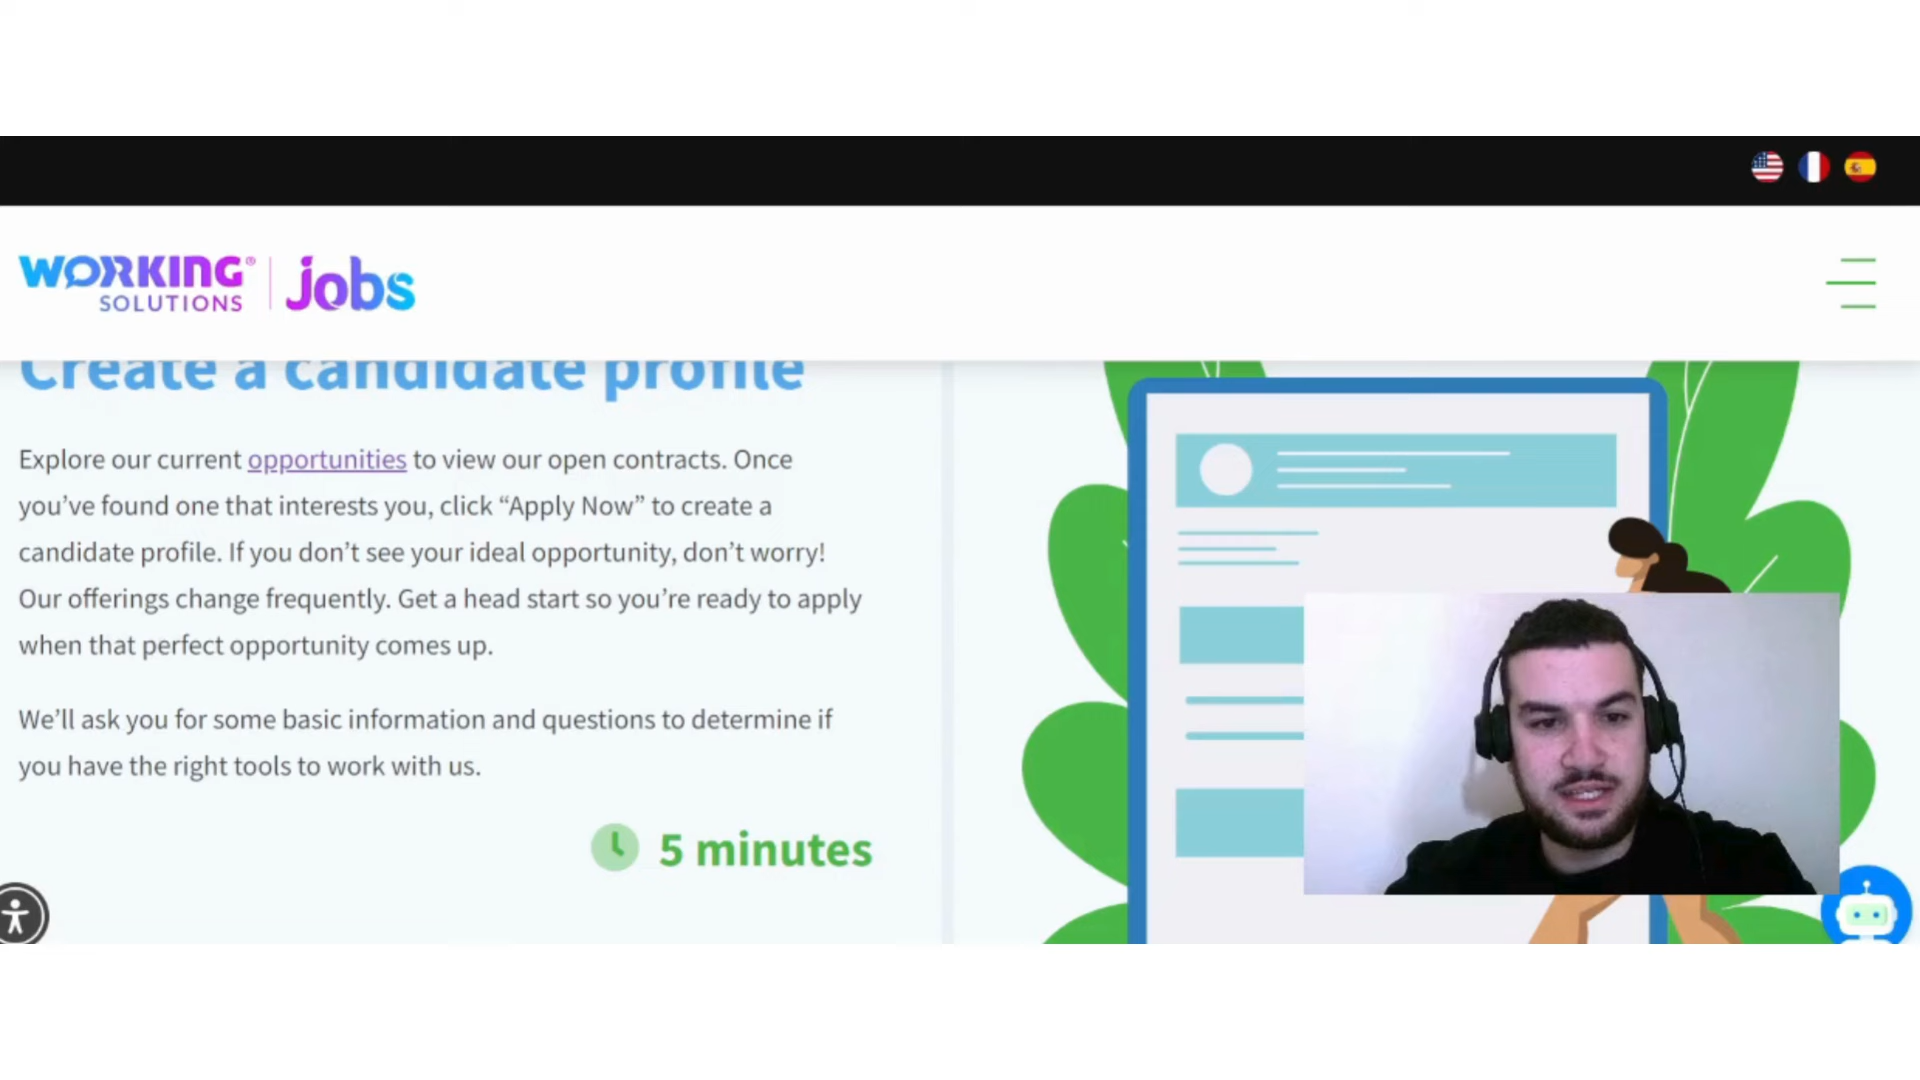 WORKING®
SOLUTIONS
jobs
Create a candidate profile
Explore our current opportunities to view our open contracts. Once
you’ve found one that interests you, click “Apply Now” to create a
candidate profile. If you don’t see your ideal opportunity, don’t worry!
Our offerings change frequently. Get a head start so you’re ready to apply
when that perfect opportunity comes up.
We’ll ask you for some basic information and questions to determine if
you have the right tools to work with us.
5 minutes